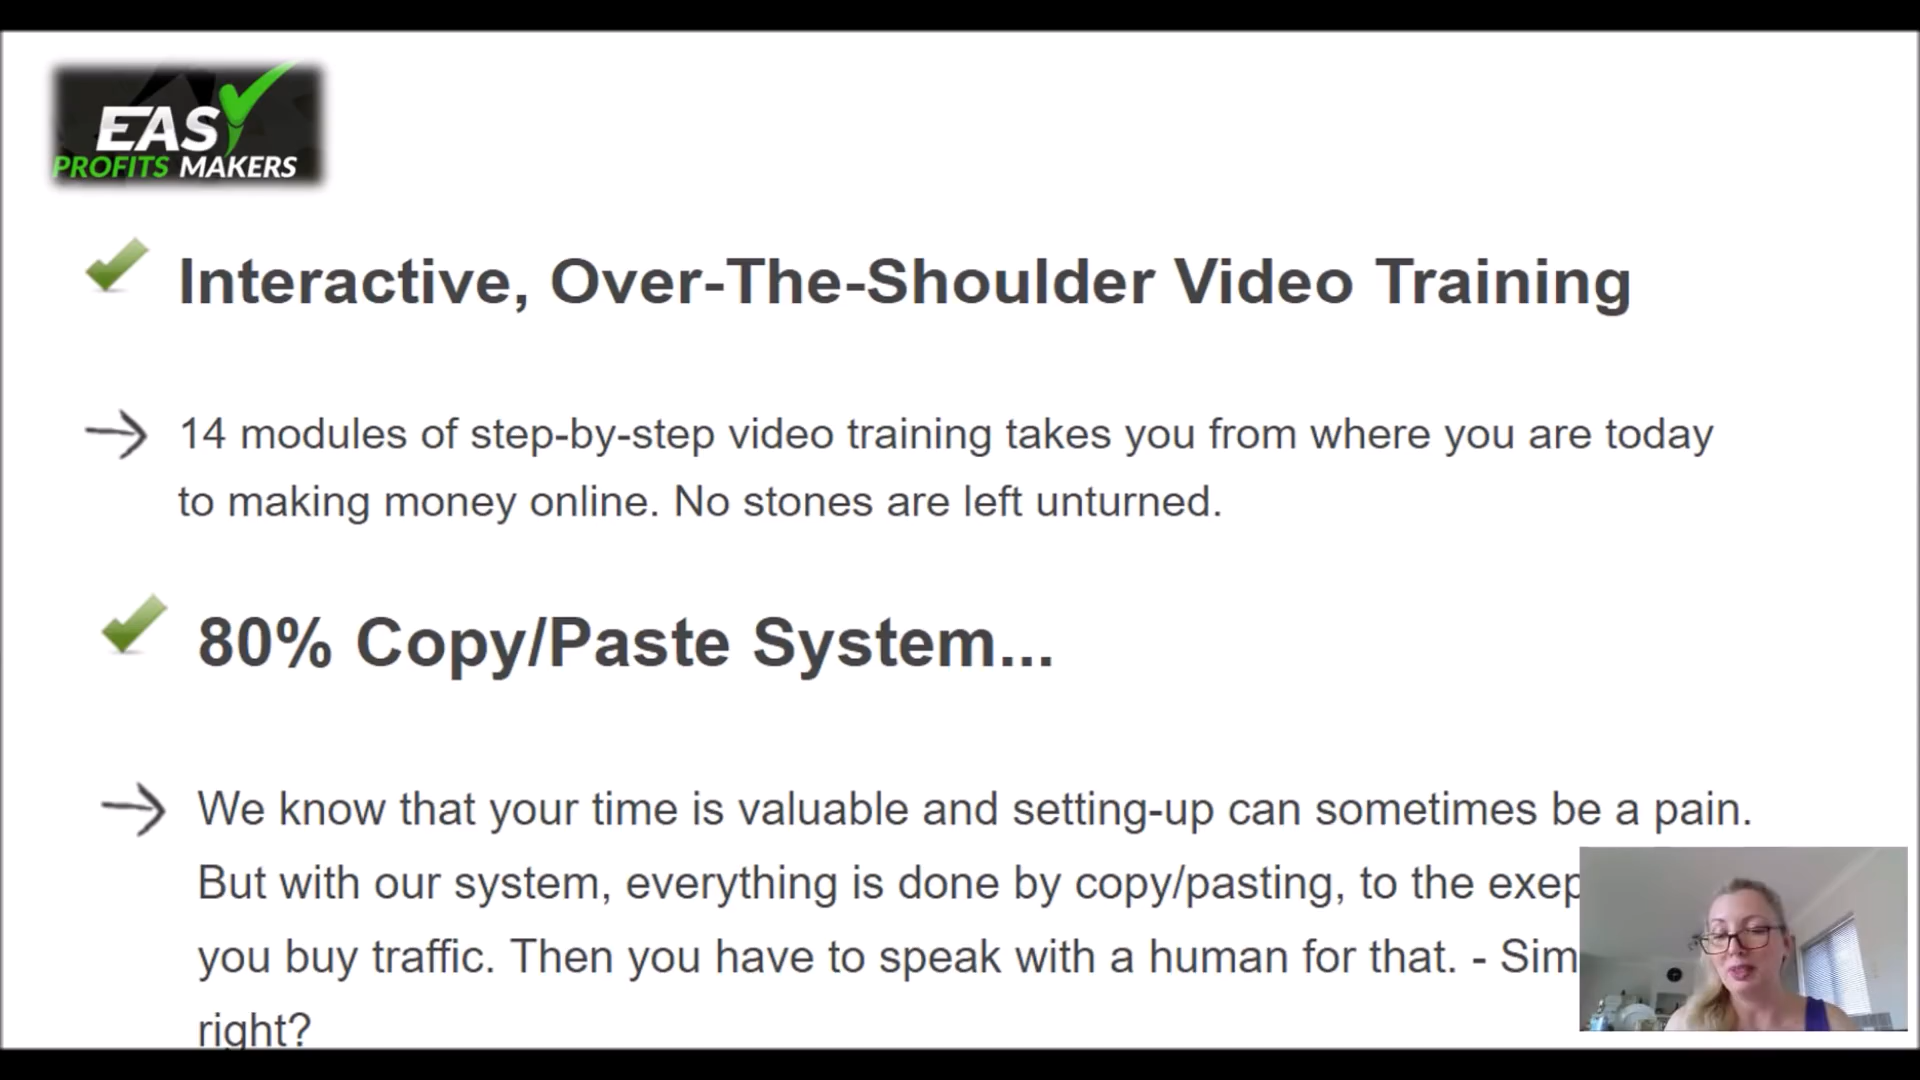 EASY
PROFITS MAKERS
Interactive, Over-The-Shoulder Video Training
14 modules of step-by-step video training takes you from where you are today
to making money online. No stones are left unturned.
80% Copy/Paste System...
We know that your time is valuable and setting-up can sometimes be a pain.
But with our system, everything is done by copy/pasting, to the exep
you buy traffic. Then you have to speak with a human for that. - Sim
right?